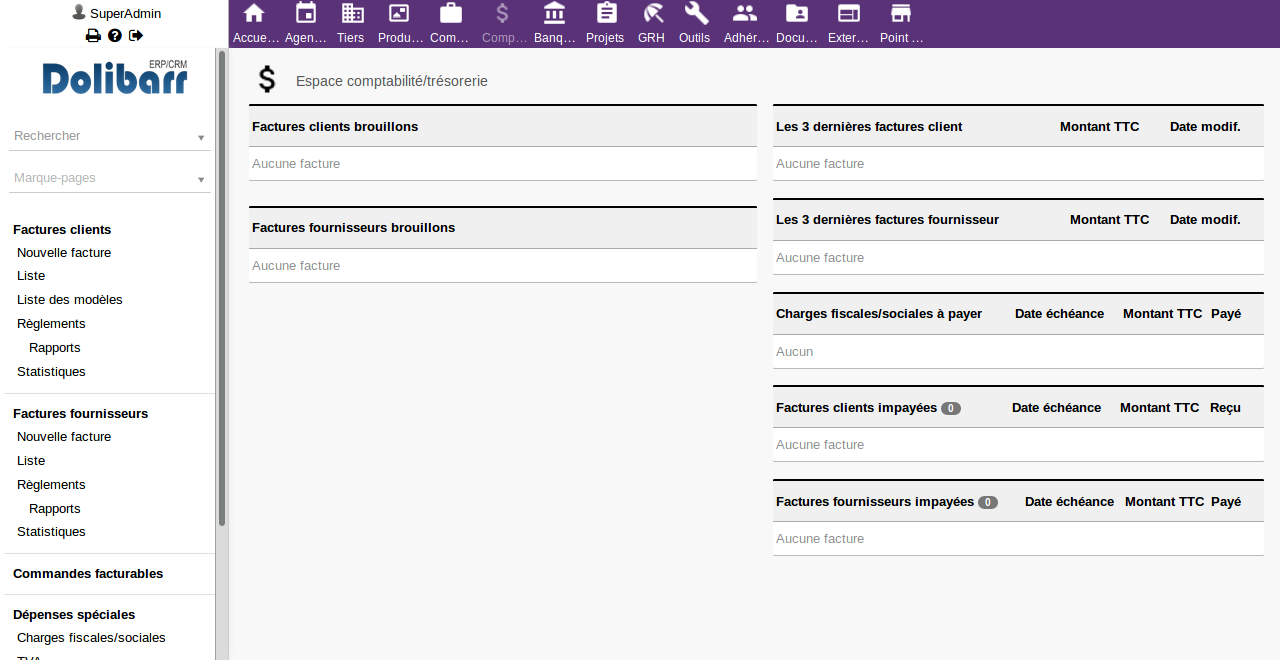 SuperAdmin
Accue… Agen… Tiers Produ… Com… Comp… Banq… Projets GRH Outils Adhér… Docu… Exter… Point …
ERP/CRM
Dolibarr
Rechercher
Marque-pages
Factures clients
Nouvelle facture
Liste
Liste des modèles
Règlements
Rapports
Statistiques
Factures fournisseurs
Nouvelle facture
Liste
Règlements
Rapports
Statistiques
Commandes facturables
Dépenses spéciales
Charges fiscales/sociales
TVA
Espace comptabilité/trésorerie
Factures clients brouillons
Aucune facture
Factures fournisseurs brouillons
Aucune facture
Les 3 dernières factures client Montant TTC Date modif.
Aucune facture
Les 3 dernières factures fournisseur Montant TTC Date modif.
Aucune facture
Charges fiscales/sociales à payer Date échéance Montant TTC Payé
Aucun
Factures clients impayées 0 Date échéance Montant TTC Reçu
Aucune facture
Factures fournisseurs impayées 0 Date échéance Montant TTC Payé
Aucune facture